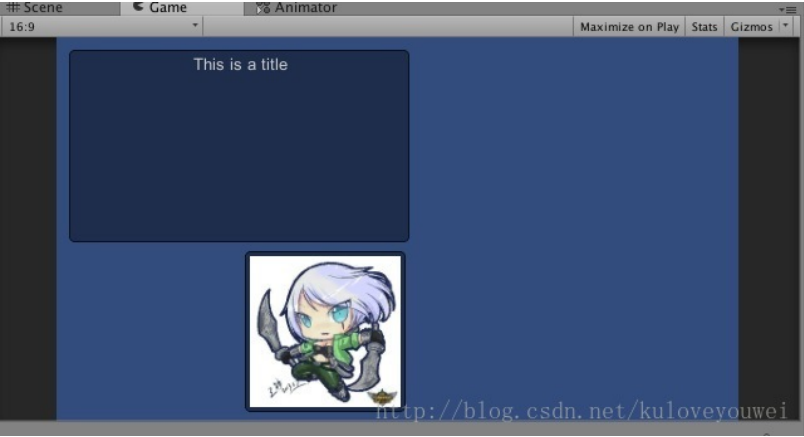 Scene
Game
Animator
16:9
Maximize on Play
Stats
Gizmos
This is a title
http://blog.csdn.net/kuloveyouwei